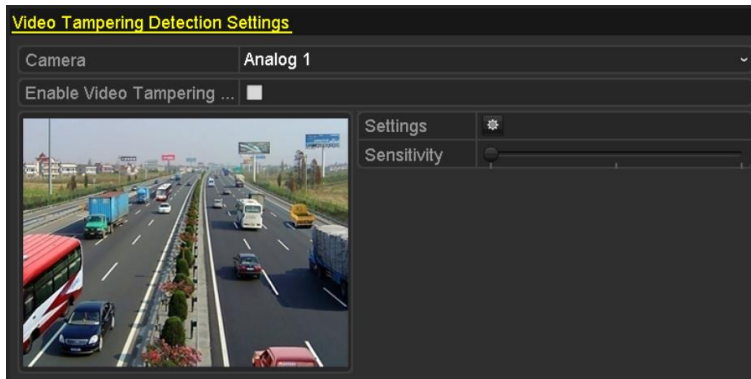 Video Tampering Detection Settings
Camera Analog 1
Enable Video Tampering ...
Settings
Sensitivity